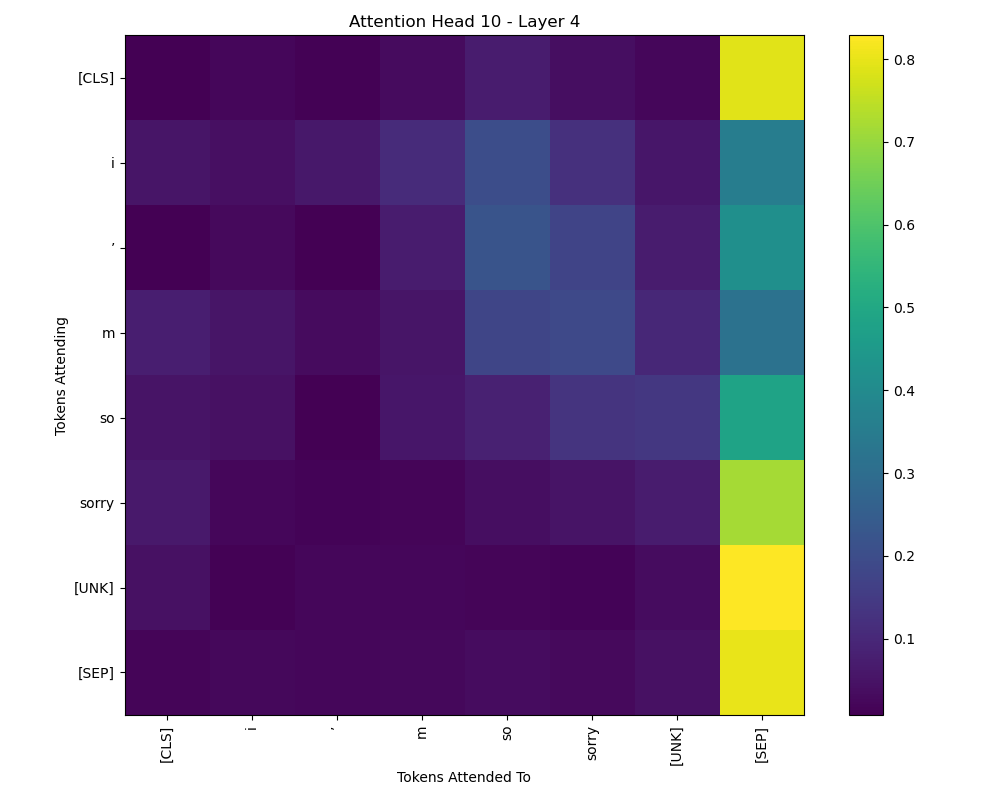 Attention Head 10 - Layer 4
Tokens Attending
[CLS]
i
’
m
so
sorry
[UNK]
[SEP]
[CLS]
i
’
m
so
sorry
[UNK]
[SEP]
Tokens Attended To
0.8
0.7
0.6
0.5
0.4
0.3
0.2
0.1